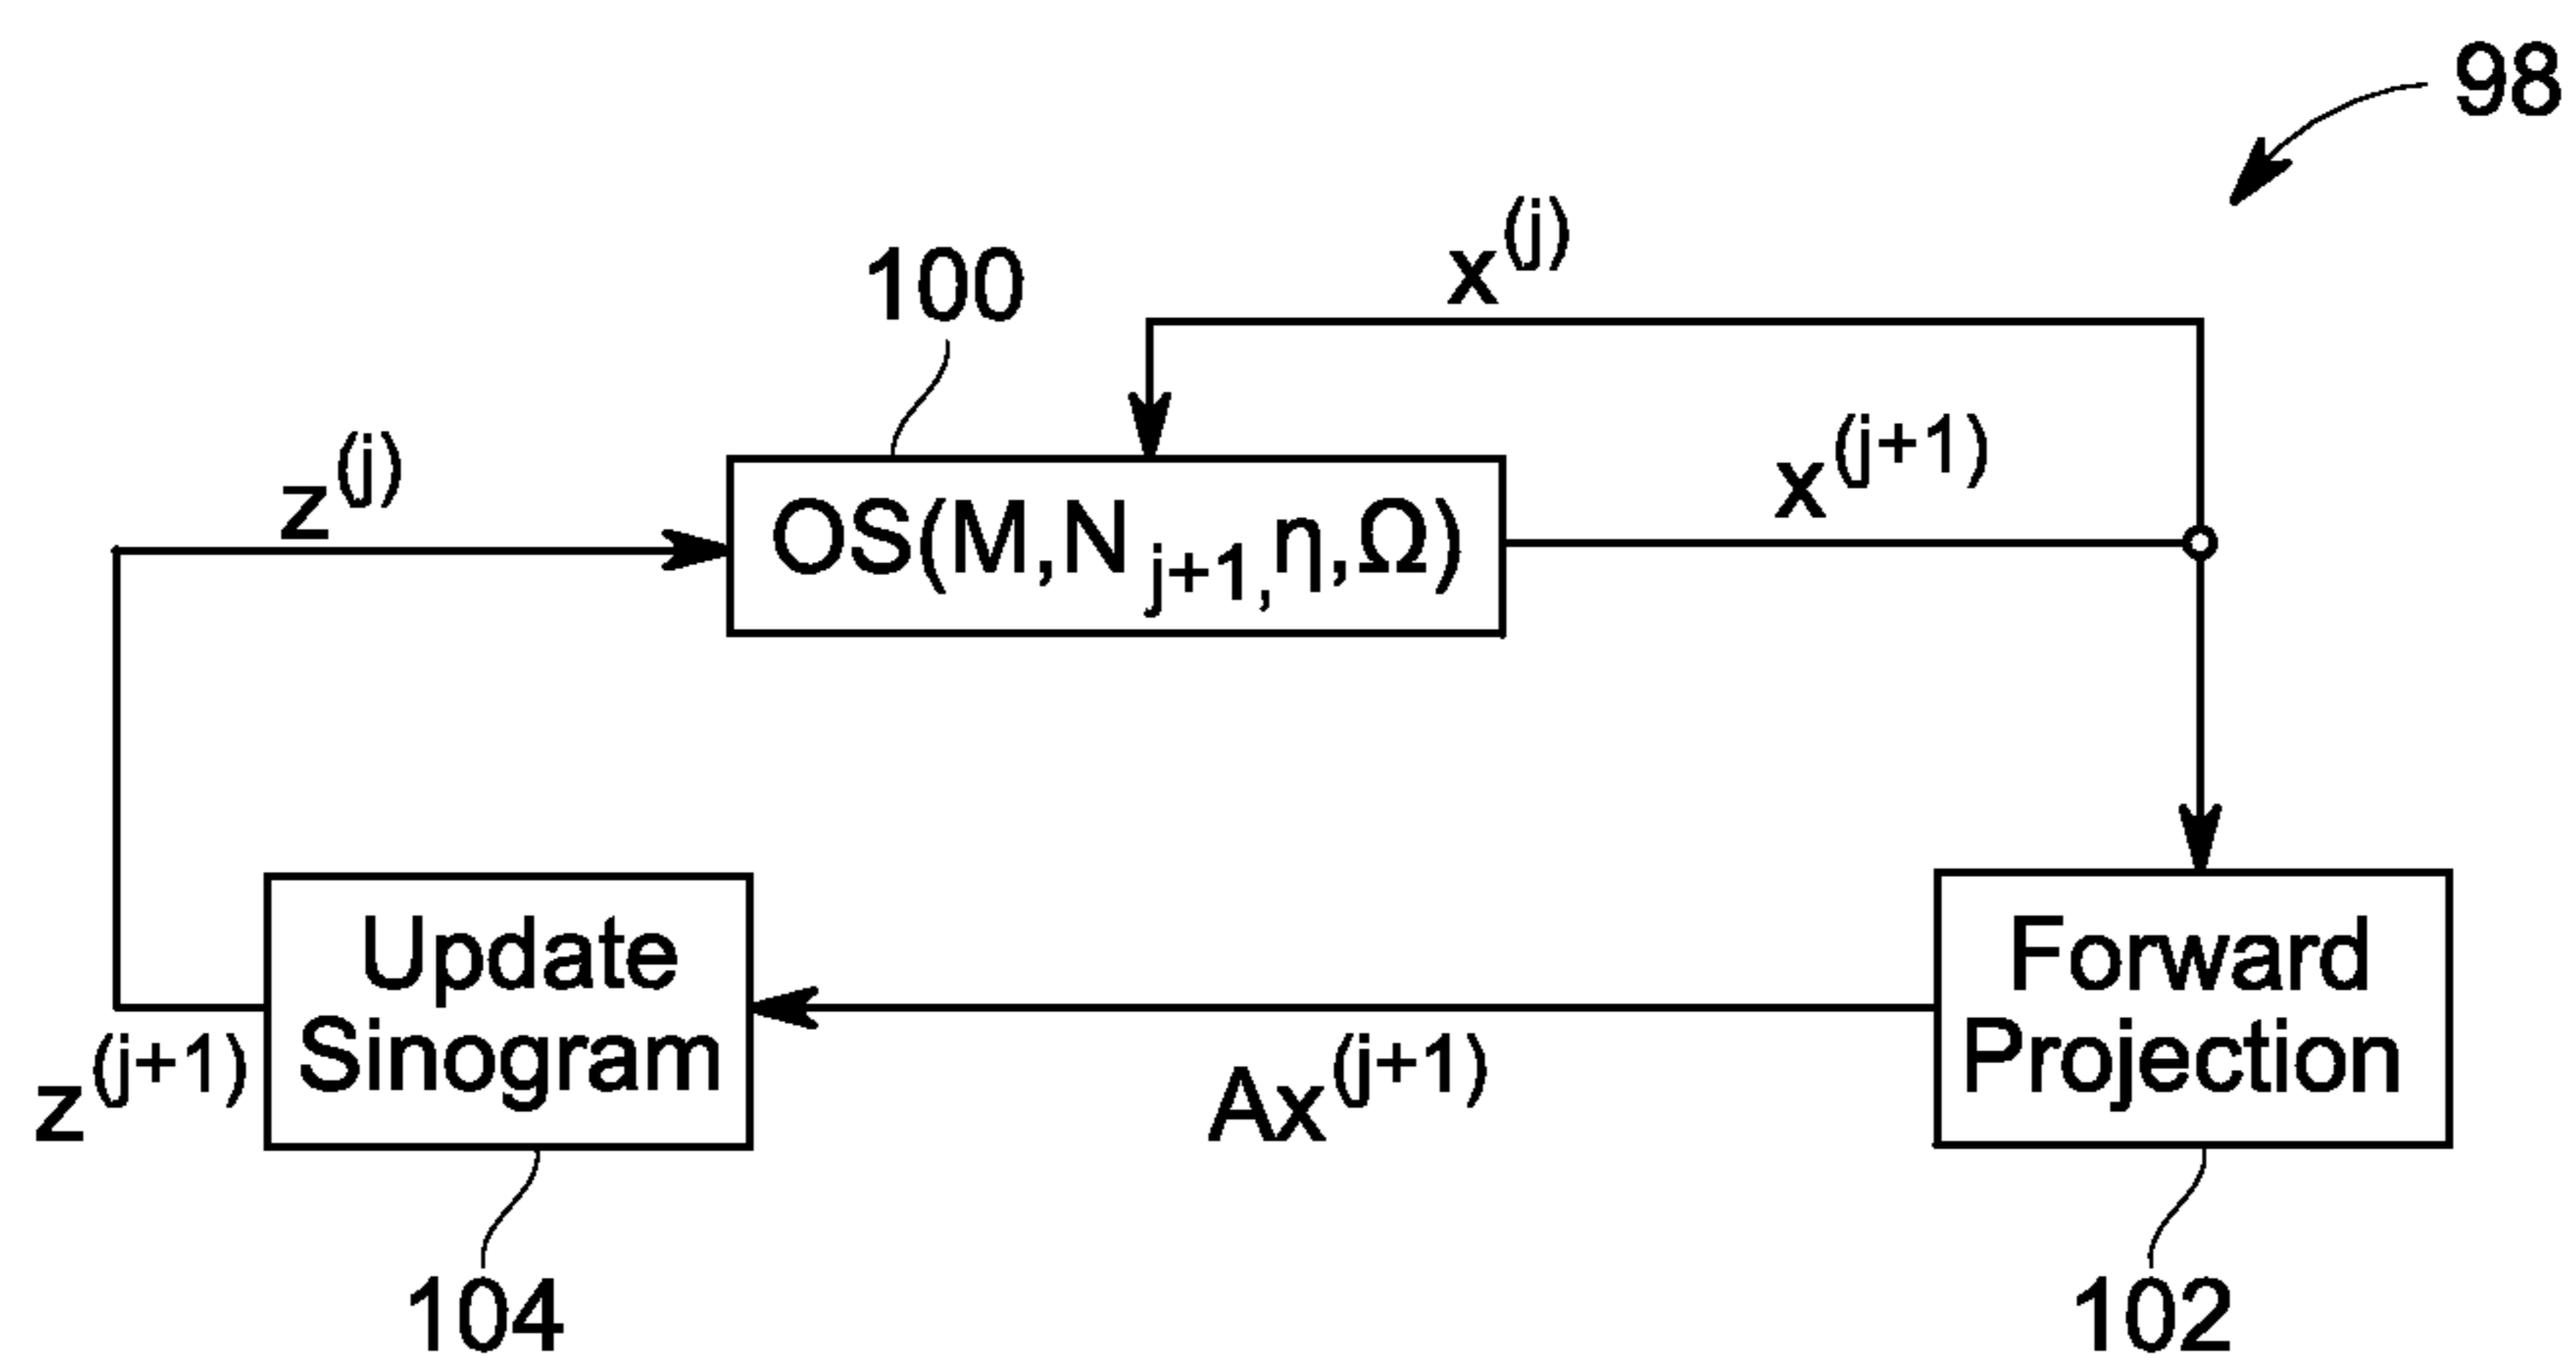 98
x^(j)
100
x^(j+1)
z^(j)
OS(M,N_j+1,η,Ω)
Update
Sinogram
Forward
Projection
z^(j+1)
Ax^(j+1)
104
102